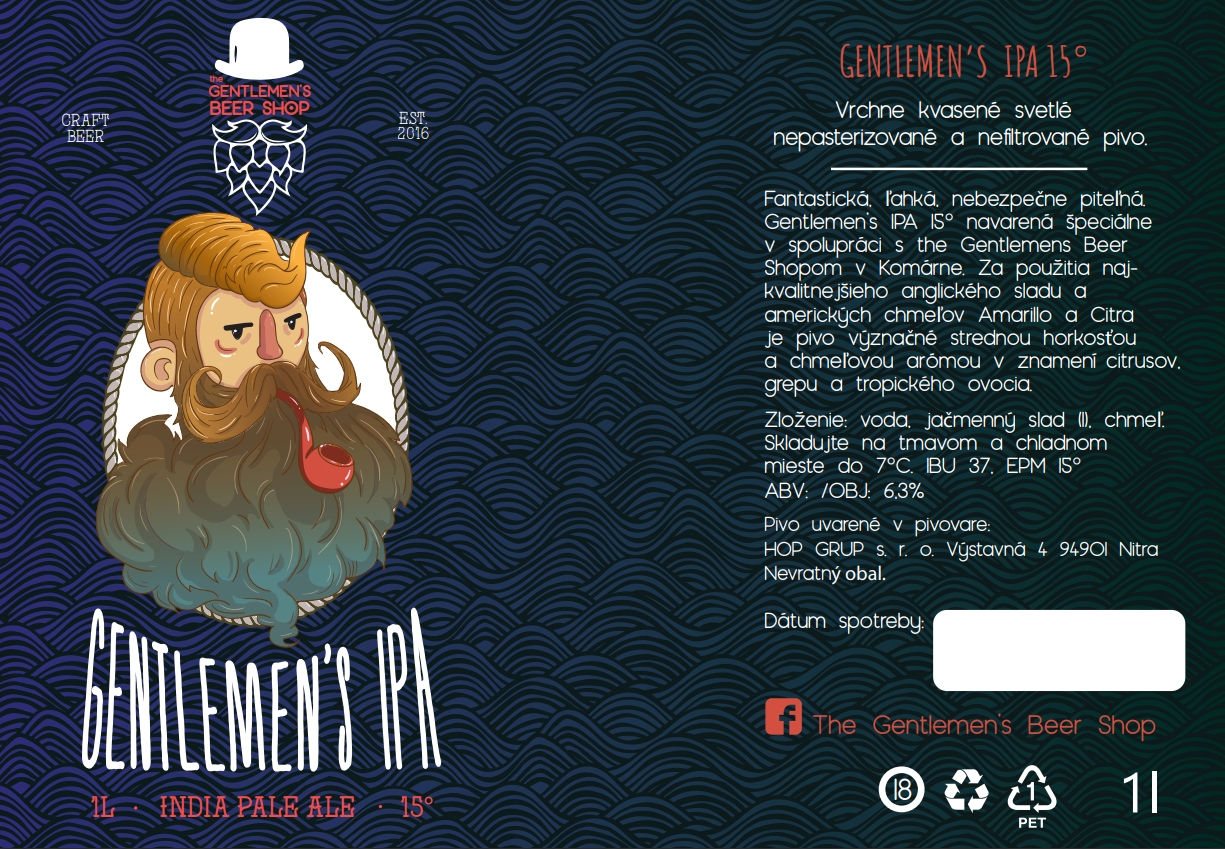 the
GENTLEMEN'S
BEER SHOP
CRAFT
BEER
EST.
2016
GENTLEMEN'S IPA
1L · INDIA PALE ALE · 15°
GENTLEMEN'S IPA 15°
Vrchne kvasené svetlé
nepasterizované a nefiltrované pivo.
Fantastická, ľahká, nebezpečne piteľná.
Gentlemen's IPA 15° navarená špeciálne
v spolupráci s the Gentlemens Beer
Shopom v Komárne. Za použitia naj-
kvalitnejšieho anglického sladu a
amerických chmeľov Amarillo a Citra
je pivo význačné strednou horkosťou
a chmeľovou arómou v znamení citrusov,
grepu a tropického ovocia.
Zloženie: voda, jačmenný slad (1), chmeľ.
Skladujte na tmavom a chladnom
mieste do 7°C. IBU 37, EPM 15°
ABV: /OBJ: 6,3%
Pivo uvarené v pivovare:
HOP GRUP s. r. o. Výstavná 4 94901 Nitra
Nevratný obal.
Dátum spotreby:
f The Gentlemen's Beer Shop
18
1
PET
1l